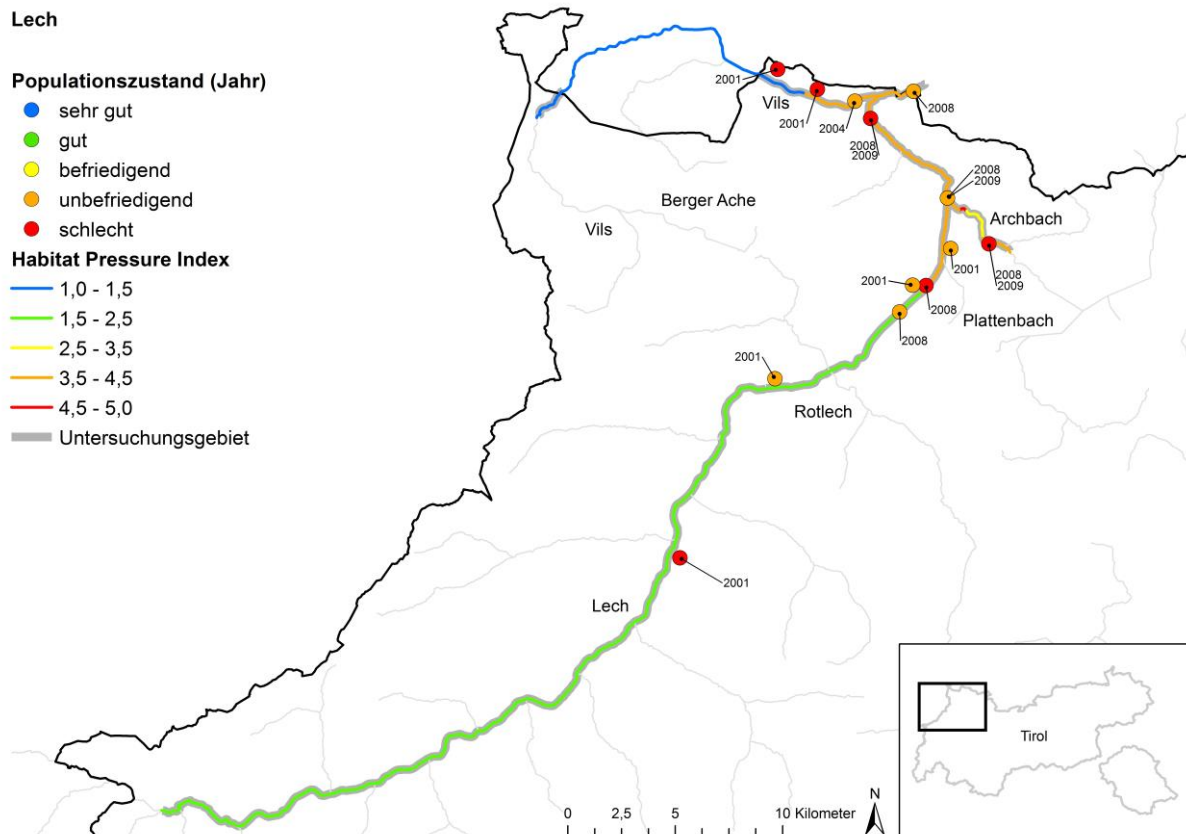 Lech
Populationszustand (Jahr)
sehr gut
gut
befriedigend
unbefriedigend
schlecht
Habitat Pressure Index
1,0 - 1,5
1,5 - 2,5
2,5 - 3,5
3,5 - 4,5
4,5 - 5,0
Untersuchungsgebiet
2001
Vils
2001
2004
2008
2008
2009
2008
2009
Berger Ache
Archbach
Vils
2001
2008
2009
2001
2008
Plattenbach
2008
2001
Rotlech
2001
Lech
Tirol
0 2,5 5 10 Kilometer
N